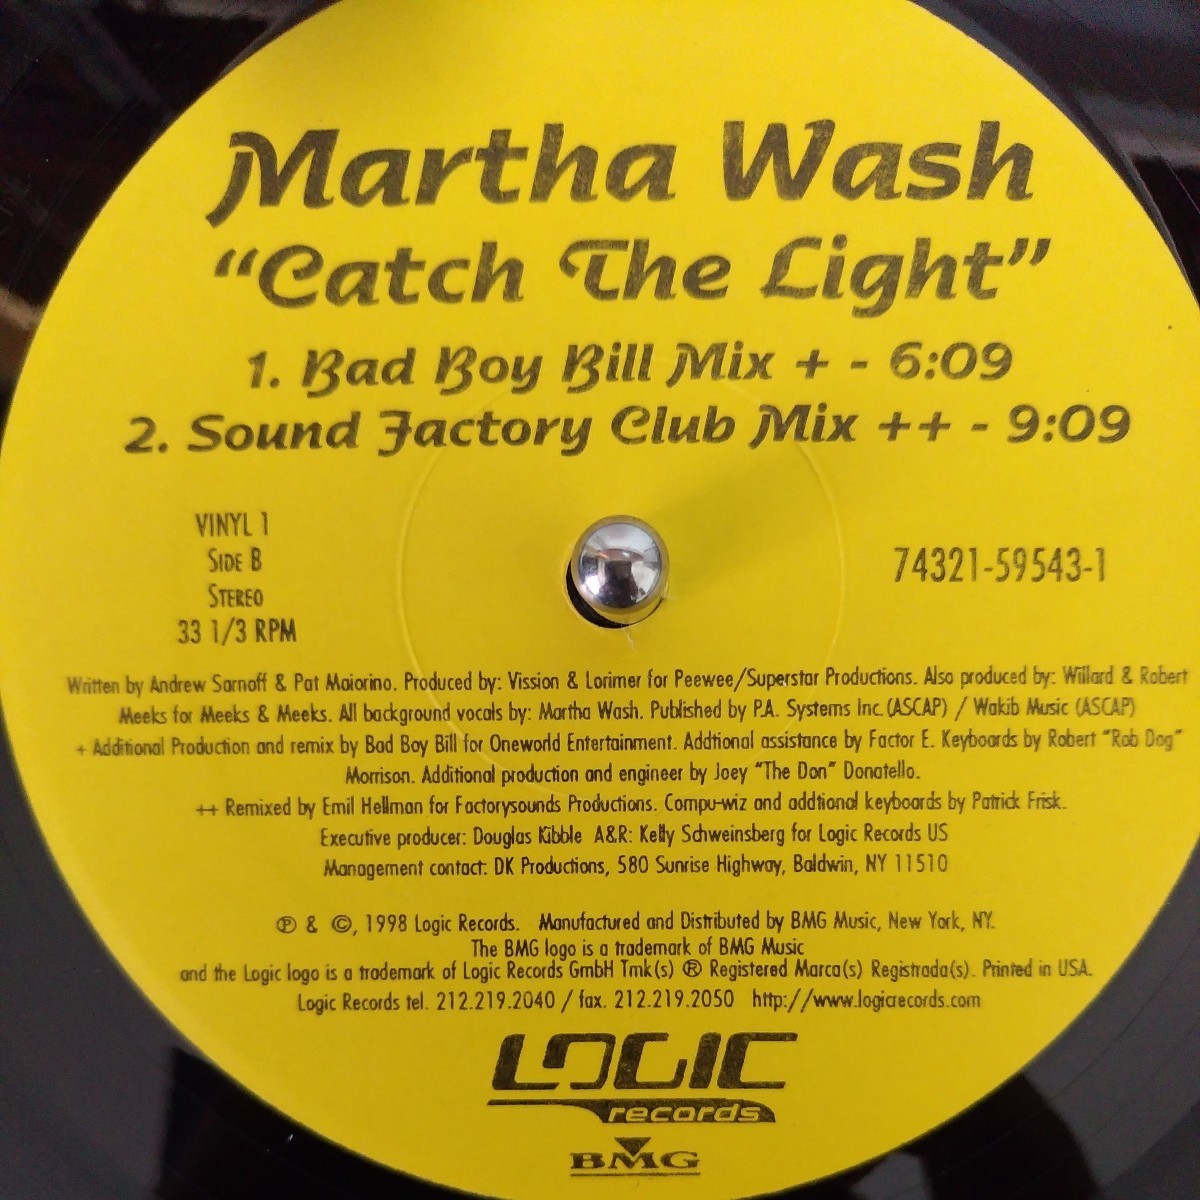 Martha Wash
“Catch The Light”
1. Bad Boy Bill Mix + - 6:09
2. Sound Factory Club Mix ++ - 9:09
VINYL 1
SIDE B
STEREO
33 1/3 RPM
74321-59543-1
Written by Andrew Sarnoff & Pat Maiorino. Produced by: Vission & Lorimer for Peewee/Superstar Productions. Also produced by: Willard & Robert
Meeks for Meeks & Meeks. All background vocals by: Martha Wash. Published by P.A. Systems Inc.(ASCAP) / Wakib Music (ASCAP)
+ Additional Production and remix by Bad Boy Bill for Oneworld Entertainment. Addtional assistance by Factor E. Keyboards by Robert "Rob Dog"
Morrison. Additional production and engineer by Joey "The Don" Donatello.
++ Remixed by Emil Hellman for Factorysounds Productions. Compu-wiz and addtional keyboards by Patrick Frisk.
Executive producer: Douglas Kibble A&R: Kelly Schweinsberg for Logic Records US
Management contact: DK Productions, 580 Sunrise Highway, Baldwin, NY 11510
℗ & ©, 1998 Logic Records. Manufactured and Distributed by BMG Music, New York, NY.
The BMG logo is a trademark of BMG Music
and the Logic logo is a trademark of Logic Records GmbH Tmk(s) ® Registered Marca(s) Registrada(s). Printed in USA.
Logic Records tel. 212.219.2040 / fax. 212.219.2050 http://www.logicrecords.com
LOGIC
records
BMG